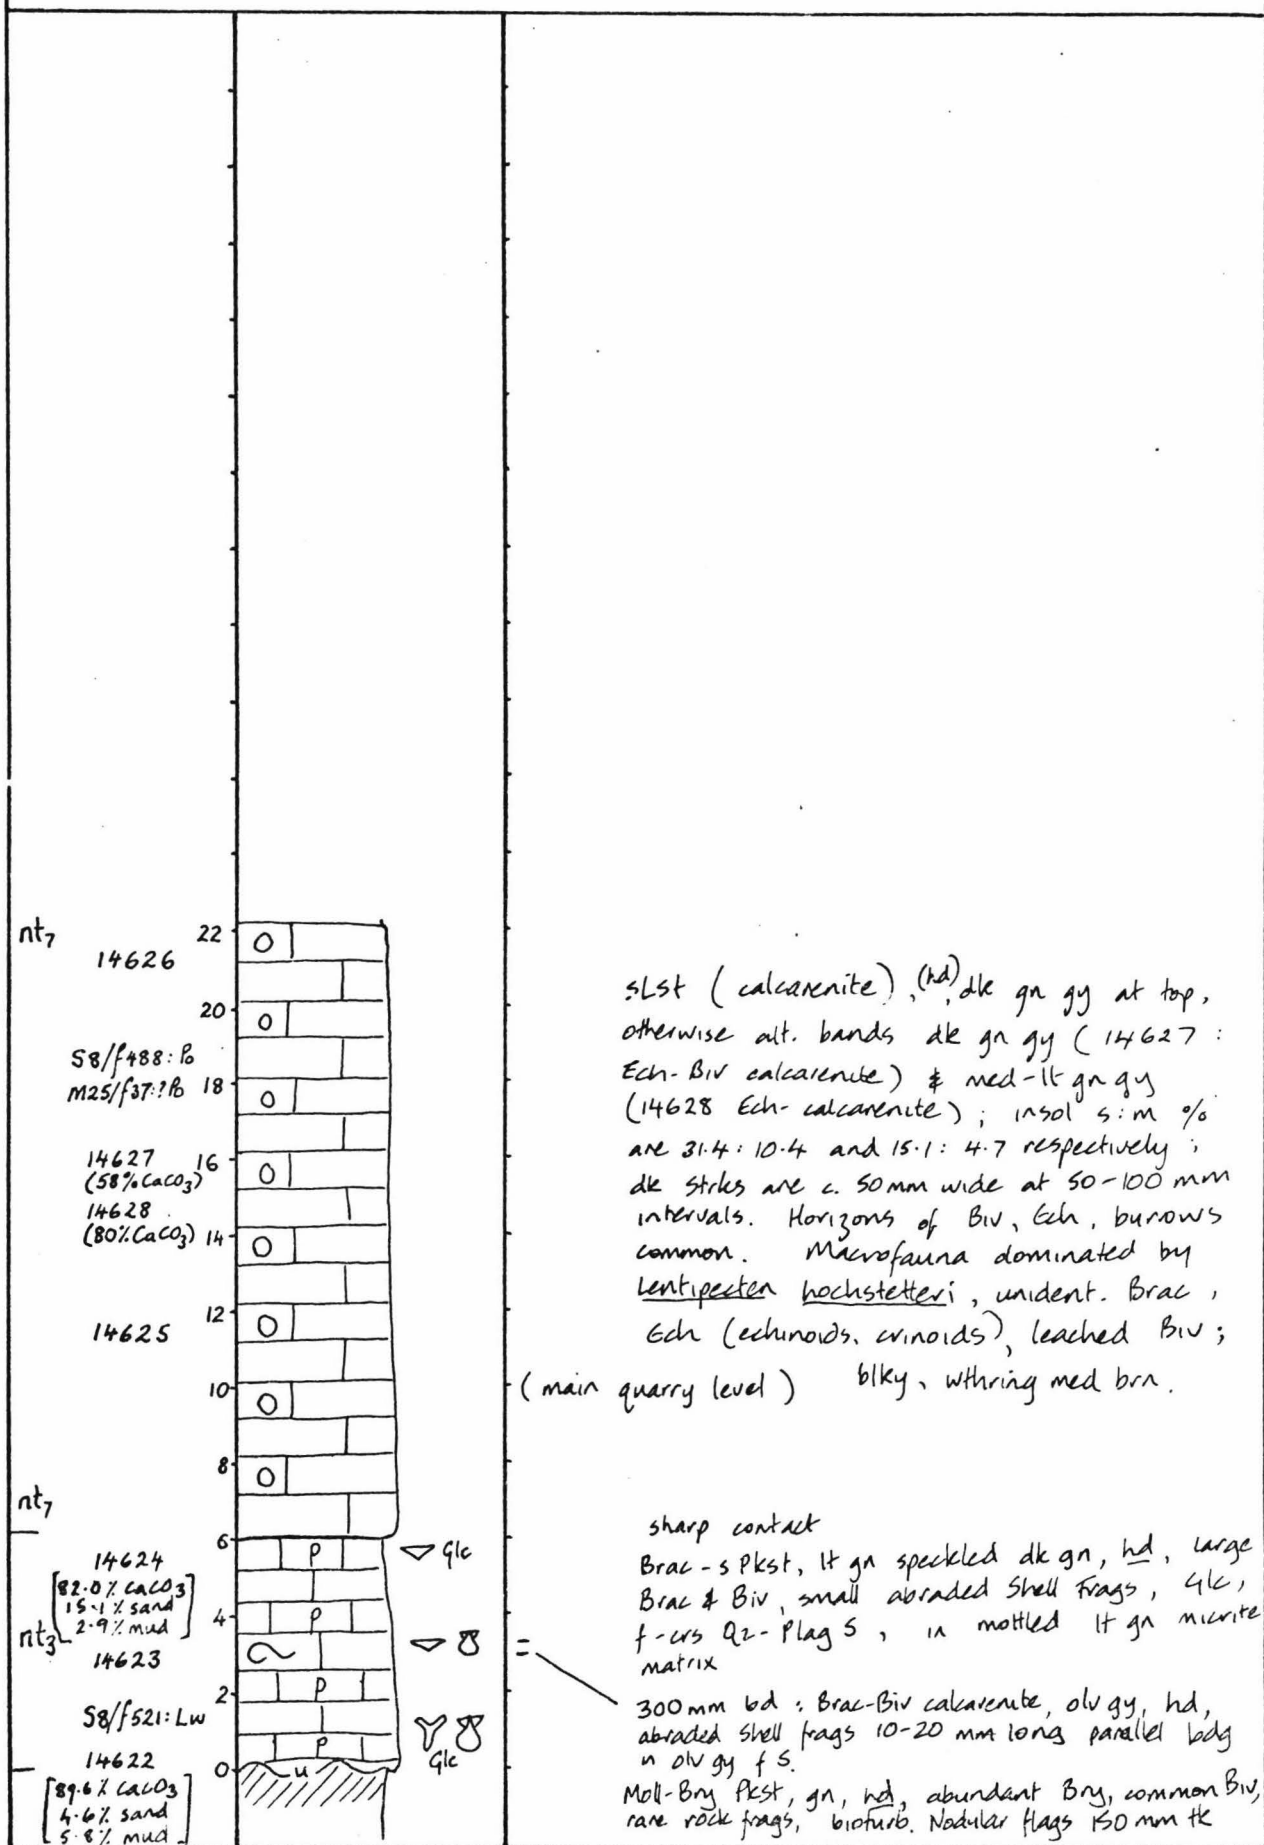 nt7
22
14626
20
S8/f488: Po
M25/f37: ?Po
18
14627
16
(58% CaCO3)
14628
(80% CaCO3)
14
12
14625
10
8
nt7
6
14624
[82.0% CaCO3
15.1% sand
2.9% mud]
4
nt3
14623
2
S8/f521: Lw
14622
0
[89.6% CaCO3
4.6% sand
5.8% mud]
O
O
O
O
O
O
O
O
p
p
p
p
u
Glc
Glc
=
sLst (calcarenite), (hd), dk gn gy at top,
otherwise alt. bands dk gn gy (14627 :
Ech-Biv calcarenite) & med-lt gn gy
(14628 Ech-calcarenite) ; insol s:m %
are 31.4 : 10.4 and 15.1 : 4.7 respectively ;
dk strks are c. 50mm wide at 50-100 mm
intervals. Horizons of Biv, Ech, burrows
common. Macrofauna dominated by
Lentipecten hochstetteri, unident. Brac,
Ech (echinoids, crinoids), leached Biv ;
(main quarry level) blky, wthring med brn.
sharp contact
Brac-s Pkst, lt gn speckled dk gn, hd, large
Brac & Biv, small abraded Shell Frags, Glc,
f-crs Qz-Plag S, in mottled lt gn micrite
matrix
300mm bd : Brac-Biv calcarenite, olv gy, hd,
abraded shell frags 10-20 mm long parallel bdg
in olv gy f S.
Moll-Bry Pkst, gn, hd, abundant Bry, common Biv,
rare rock frags, bioturb. Nodular flags 150 mm tk